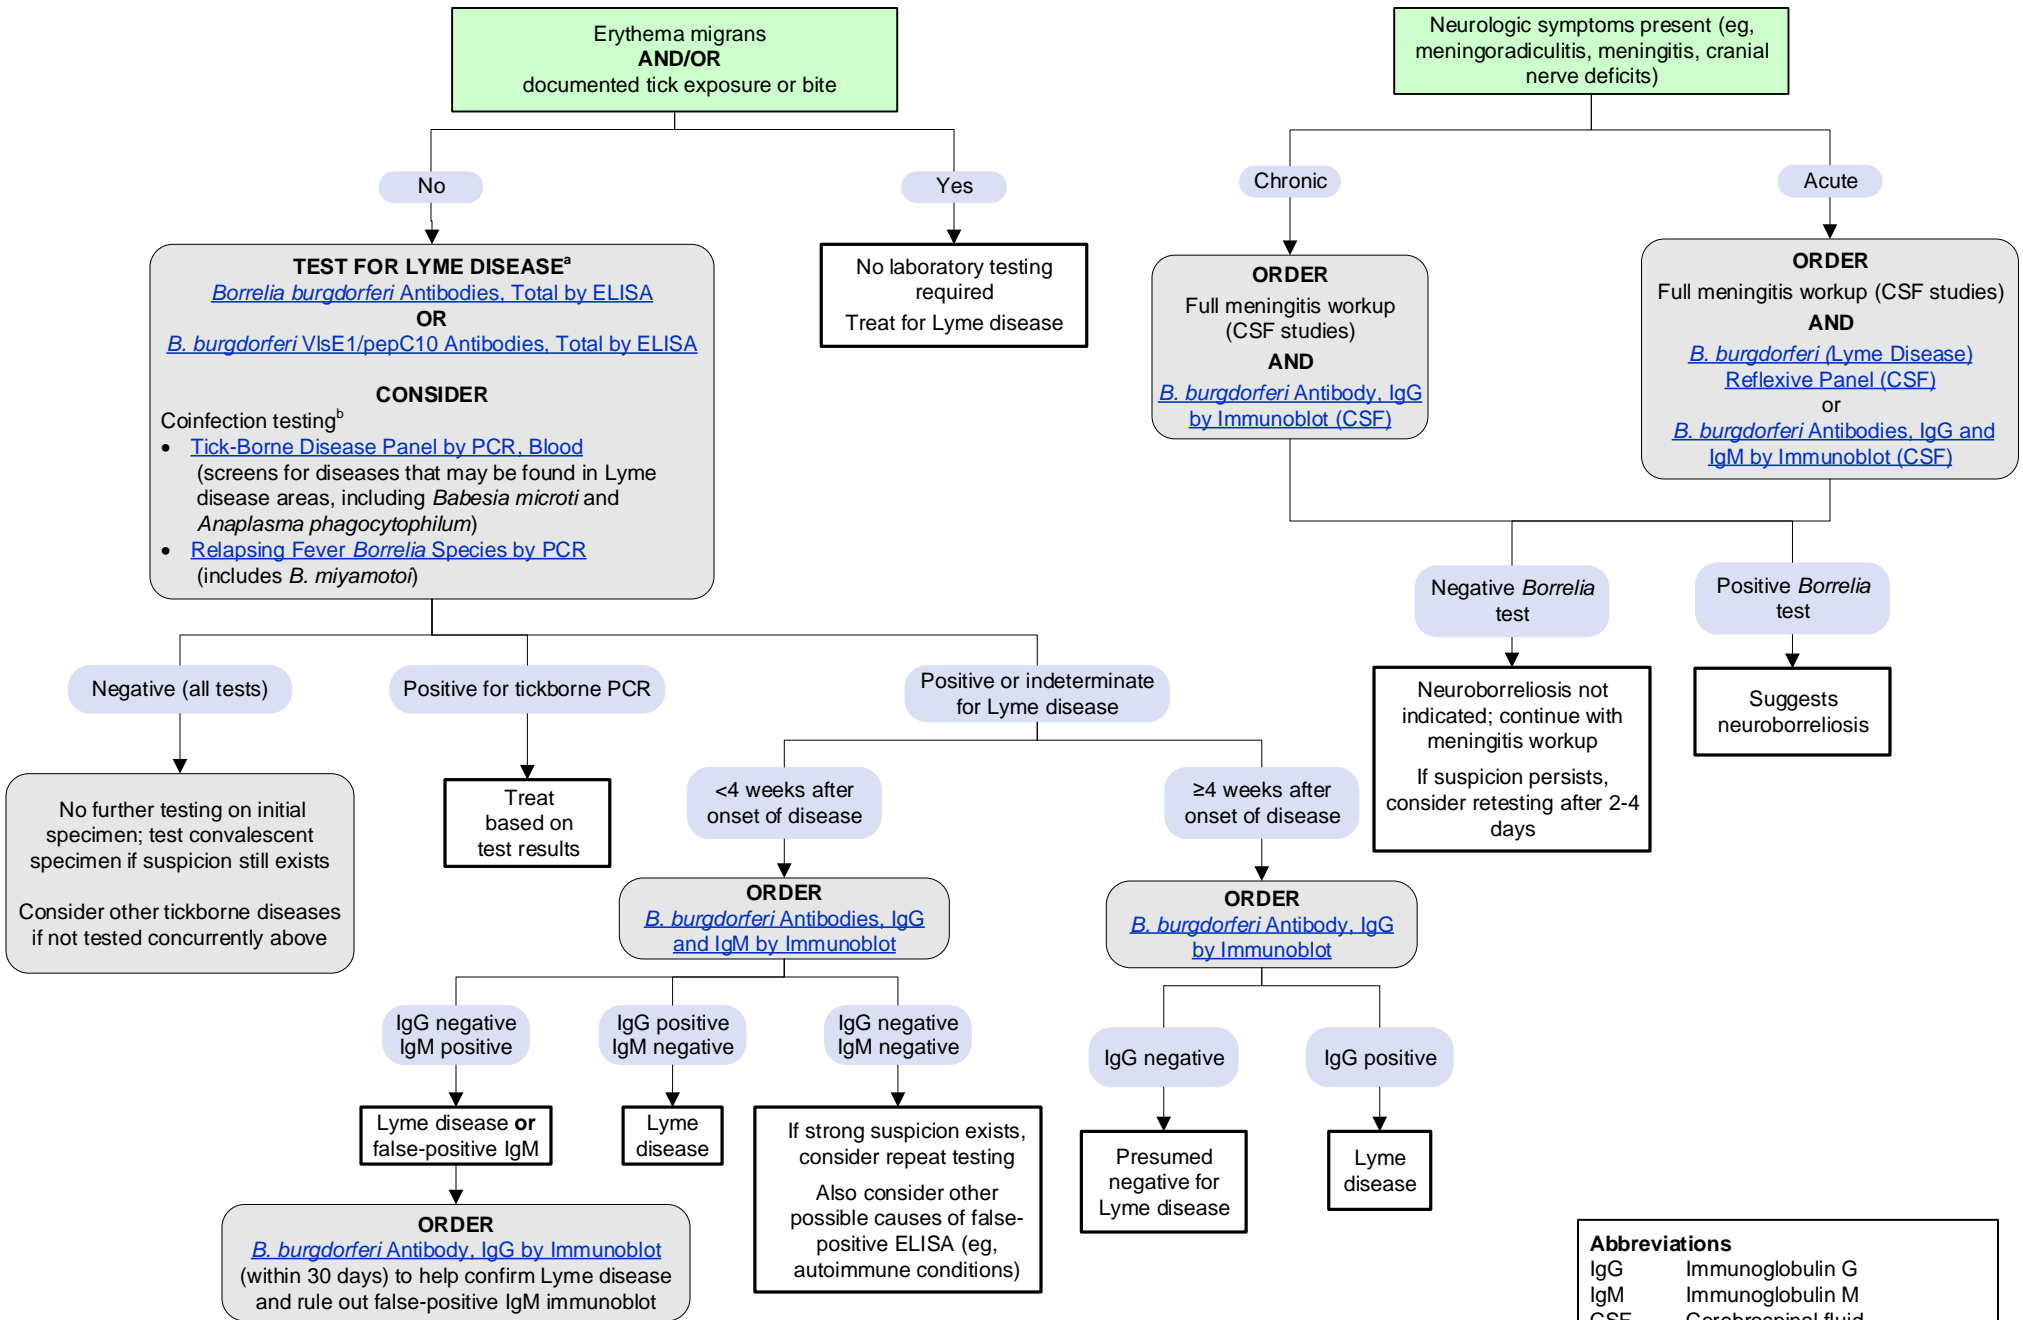 Erythema migrans
AND/OR
documented tick exposure or bite
Neurologic symptoms present (eg,
meningoradiculitis, meningitis, cranial
nerve deficits)
No
Yes
Chronic
Acute
TEST FOR LYME DISEASEᵃ
Borrelia burgdorferi Antibodies, Total by ELISA
OR
B. burgdorferi VlsE1/pepC10 Antibodies, Total by ELISA
CONSIDER
Coinfection testingᵇ
• Tick-Borne Disease Panel by PCR, Blood
(screens for diseases that may be found in Lyme
disease areas, including Babesia microti and
Anaplasma phagocytophilum)
• Relapsing Fever Borrelia Species by PCR
(includes B. miyamotoi)
No laboratory testing
required
Treat for Lyme disease
ORDER
Full meningitis workup
(CSF studies)
AND
B. burgdorferi Antibody, IgG
by Immunoblot (CSF)
ORDER
Full meningitis workup (CSF studies)
AND
B. burgdorferi (Lyme Disease)
Reflexive Panel (CSF)
or
B. burgdorferi Antibodies, IgG and
IgM by Immunoblot (CSF)
Negative Borrelia
test
Positive Borrelia
test
Negative (all tests)
Positive for tickborne PCR
Positive or indeterminate
for Lyme disease
Neuroborreliosis not
indicated; continue with
meningitis workup
If suspicion persists,
consider retesting after 2-4
days
Suggests
neuroborreliosis
No further testing on initial
specimen; test convalescent
specimen if suspicion still exists
Consider other tickborne diseases
if not tested concurrently above
Treat
based on
test results
<4 weeks after
onset of disease
≥4 weeks after
onset of disease
ORDER
B. burgdorferi Antibodies, IgG
and IgM by Immunoblot
ORDER
B. burgdorferi Antibody, IgG
by Immunoblot
IgG negative
IgM positive
IgG positive
IgM negative
IgG negative
IgM negative
IgG negative
IgG positive
Lyme disease or
false-positive IgM
Lyme
disease
If strong suspicion exists,
consider repeat testing
Also consider other
possible causes of false-
positive ELISA (eg,
autoimmune conditions)
Presumed
negative for
Lyme disease
Lyme
disease
ORDER
B. burgdorferi Antibody, IgG by Immunoblot
(within 30 days) to help confirm Lyme disease
and rule out false-positive IgM immunoblot
Abbreviations
IgG Immunoglobulin G
IgM Immunoglobulin M
CSF Cerebrospinal fluid